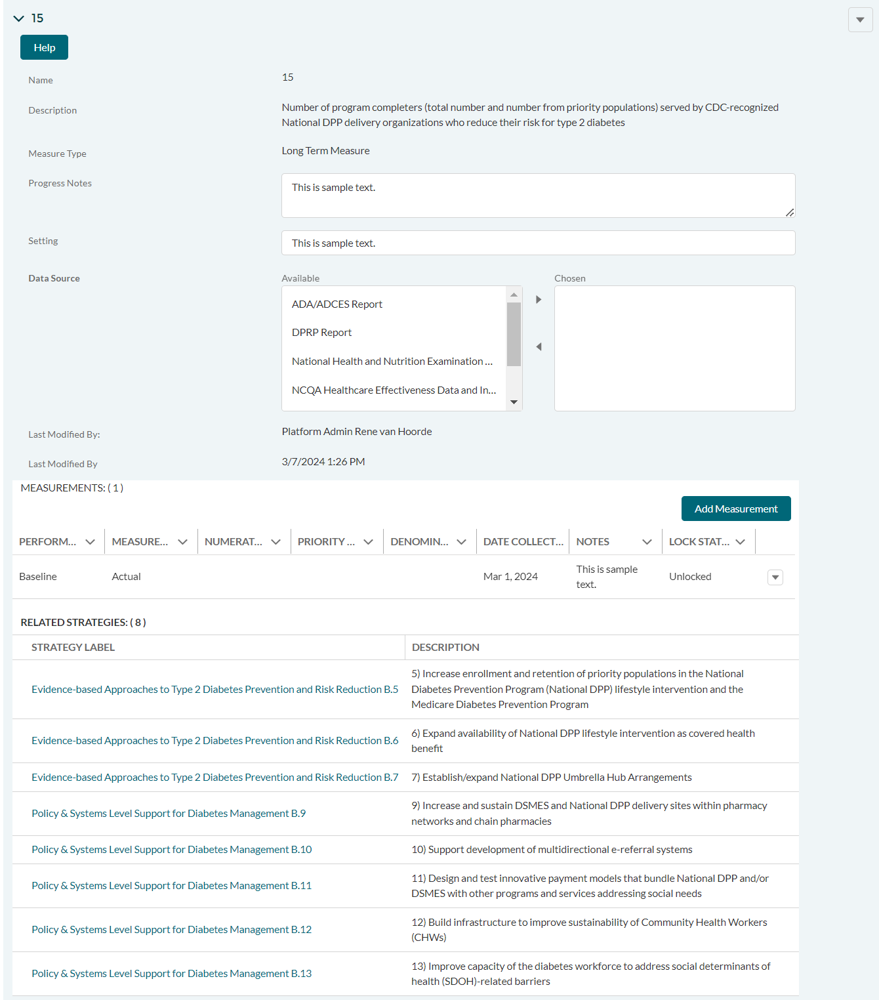 15
Help
Name
15
Description
Number of program completers (total number and number from priority populations) served by CDC-recognized
National DPP delivery organizations who reduce their risk for type 2 diabetes
Measure Type
Long Term Measure
Progress Notes
This is sample text.
Setting
This is sample text.
Data Source
Available
Chosen
ADA/ADCES Report
DPRP Report
National Health and Nutrition Examination ...
NCQA Healthcare Effectiveness Data and In...
Last Modified By:
Platform Admin Rene van Hoorde
Last Modified By
3/7/2024 1:26 PM
MEASUREMENTS: ( 1 )
Add Measurement
PERFORM... MEASURE... NUMERAT... PRIORITY ... DENOMIN... DATE COLLECT... NOTES LOCK STAT...
Baseline Actual Mar 1, 2024 This is sample Unlocked
text.
RELATED STRATEGIES: ( 8 )
STRATEGY LABEL DESCRIPTION
Evidence-based Approaches to Type 2 Diabetes Prevention and Risk Reduction B.5
5) Increase enrollment and retention of priority populations in the National
Diabetes Prevention Program (National DPP) lifestyle intervention and the
Medicare Diabetes Prevention Program
Evidence-based Approaches to Type 2 Diabetes Prevention and Risk Reduction B.6
6) Expand availability of National DPP lifestyle intervention as covered health
benefit
Evidence-based Approaches to Type 2 Diabetes Prevention and Risk Reduction B.7
7) Establish/expand National DPP Umbrella Hub Arrangements
Policy & Systems Level Support for Diabetes Management B.9
9) Increase and sustain DSMES and National DPP delivery sites within pharmacy
networks and chain pharmacies
Policy & Systems Level Support for Diabetes Management B.10
10) Support development of multidirectional e-referral systems
Policy & Systems Level Support for Diabetes Management B.11
11) Design and test innovative payment models that bundle National DPP and/or
DSMES with other programs and services addressing social needs
Policy & Systems Level Support for Diabetes Management B.12
12) Build infrastructure to improve sustainability of Community Health Workers
(CHWs)
Policy & Systems Level Support for Diabetes Management B.13
13) Improve capacity of the diabetes workforce to address social determinants of
health (SDOH)-related barriers